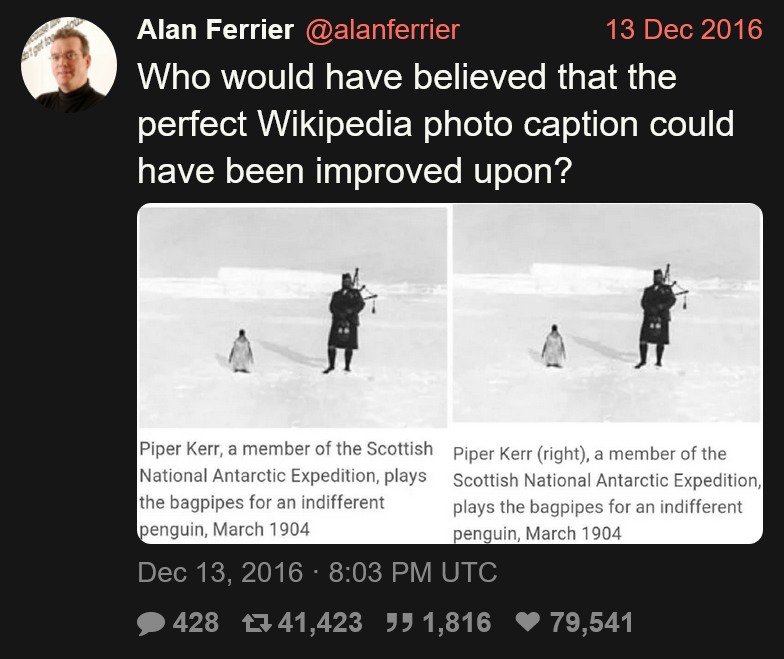 Alan Ferrier @alanferrier 13 Dec 2016
Who would have believed that the
perfect Wikipedia photo caption could
have been improved upon?
Piper Kerr, a member of the Scottish
National Antarctic Expedition, plays
the bagpipes for an indifferent
penguin, March 1904
Piper Kerr (right), a member of the
Scottish National Antarctic Expedition,
plays the bagpipes for an indifferent
penguin, March 1904
Dec 13, 2016 · 8:03 PM UTC
428 41,423 1,816 79,541